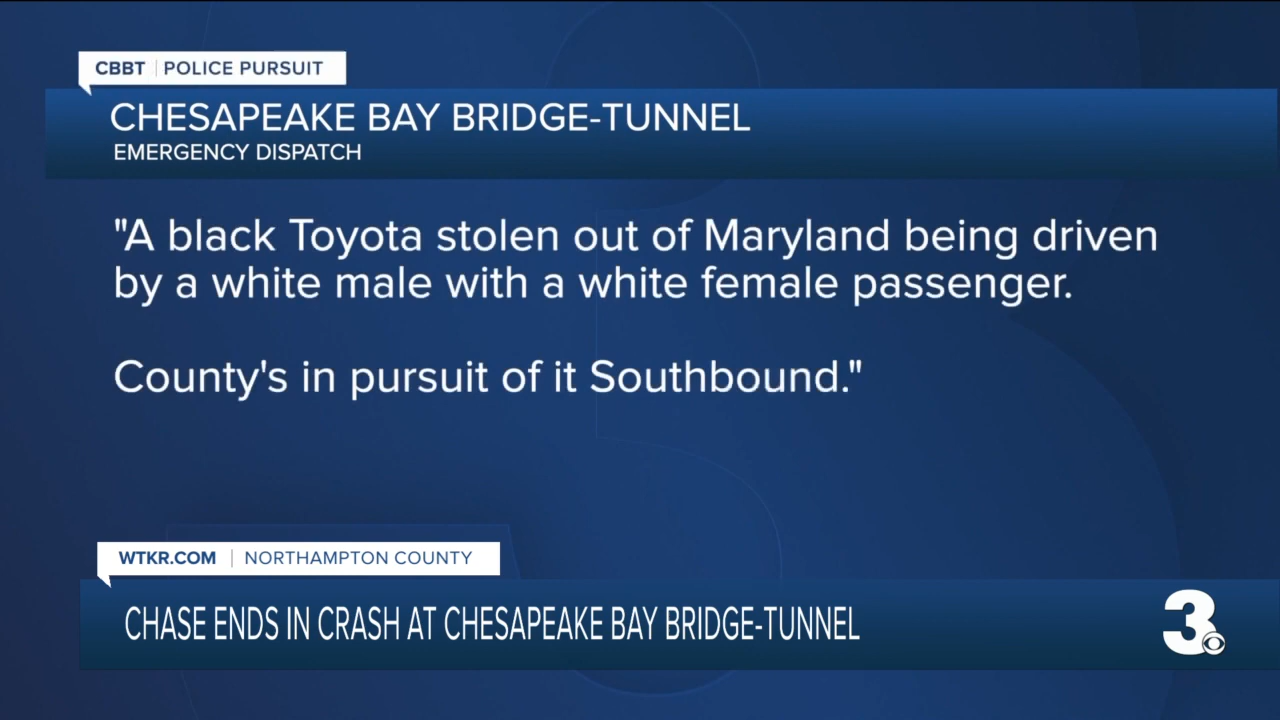 CBBT | POLICE PURSUIT
CHESAPEAKE BAY BRIDGE-TUNNEL
EMERGENCY DISPATCH
"A black Toyota stolen out of Maryland being driven
by a white male with a white female passenger.
County's in pursuit of it Southbound."
WTKR.COM | NORTHAMPTON COUNTY
CHASE ENDS IN CRASH AT CHESAPEAKE BAY BRIDGE-TUNNEL
3